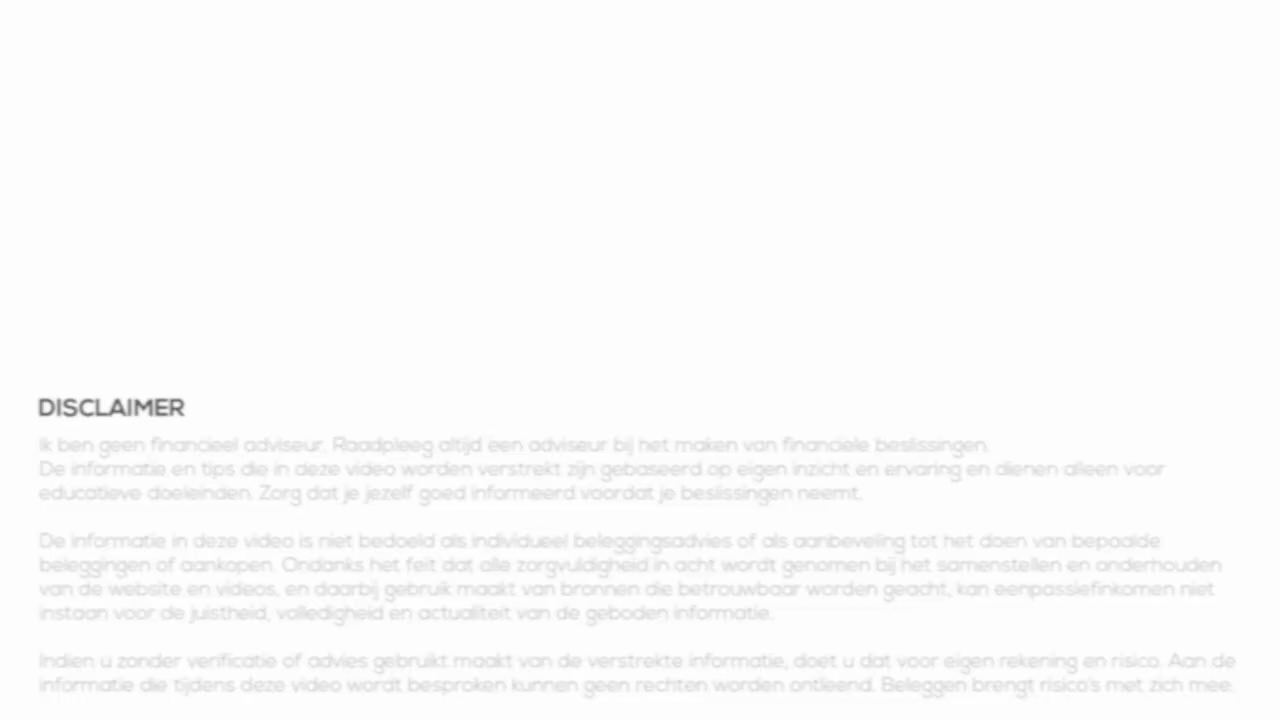 DISCLAIMER
Ik ben geen financieel adviseur. Raadpleeg altijd een adviseur bij het maken van financiele beslissingen.
De informatie en tips die in deze video worden verstrekt zijn gebaseerd op eigen inzicht en ervaring en dienen alleen voor
educatieve doeleinden. Zorg dat je jezelf goed informeerd voordat je beslissingen neemt.
De informatie in deze video is niet bedoeld als individueel beleggingsadvies of als aanbeveling tot het doen van bepaalde
beleggingen of aankopen. Ondanks het feit dat alle zorgvuldigheid in acht wordt genomen bij het samenstellen en onderhouden
van de website en videos, en daarbij gebruik maakt van bronnen die betrouwbaar worden geacht, kan eenpassiefinkomen niet
instaan voor de juistheid, volledigheid en actualiteit van de geboden informatie.
Indien u zonder verificatie of advies gebruikt maakt van de verstrekte informatie, doet u dat voor eigen rekening en risico. Aan de
informatie die tijdens deze video wordt besproken kunnen geen rechten worden ontleend. Beleggen brengt risico's met zich mee.